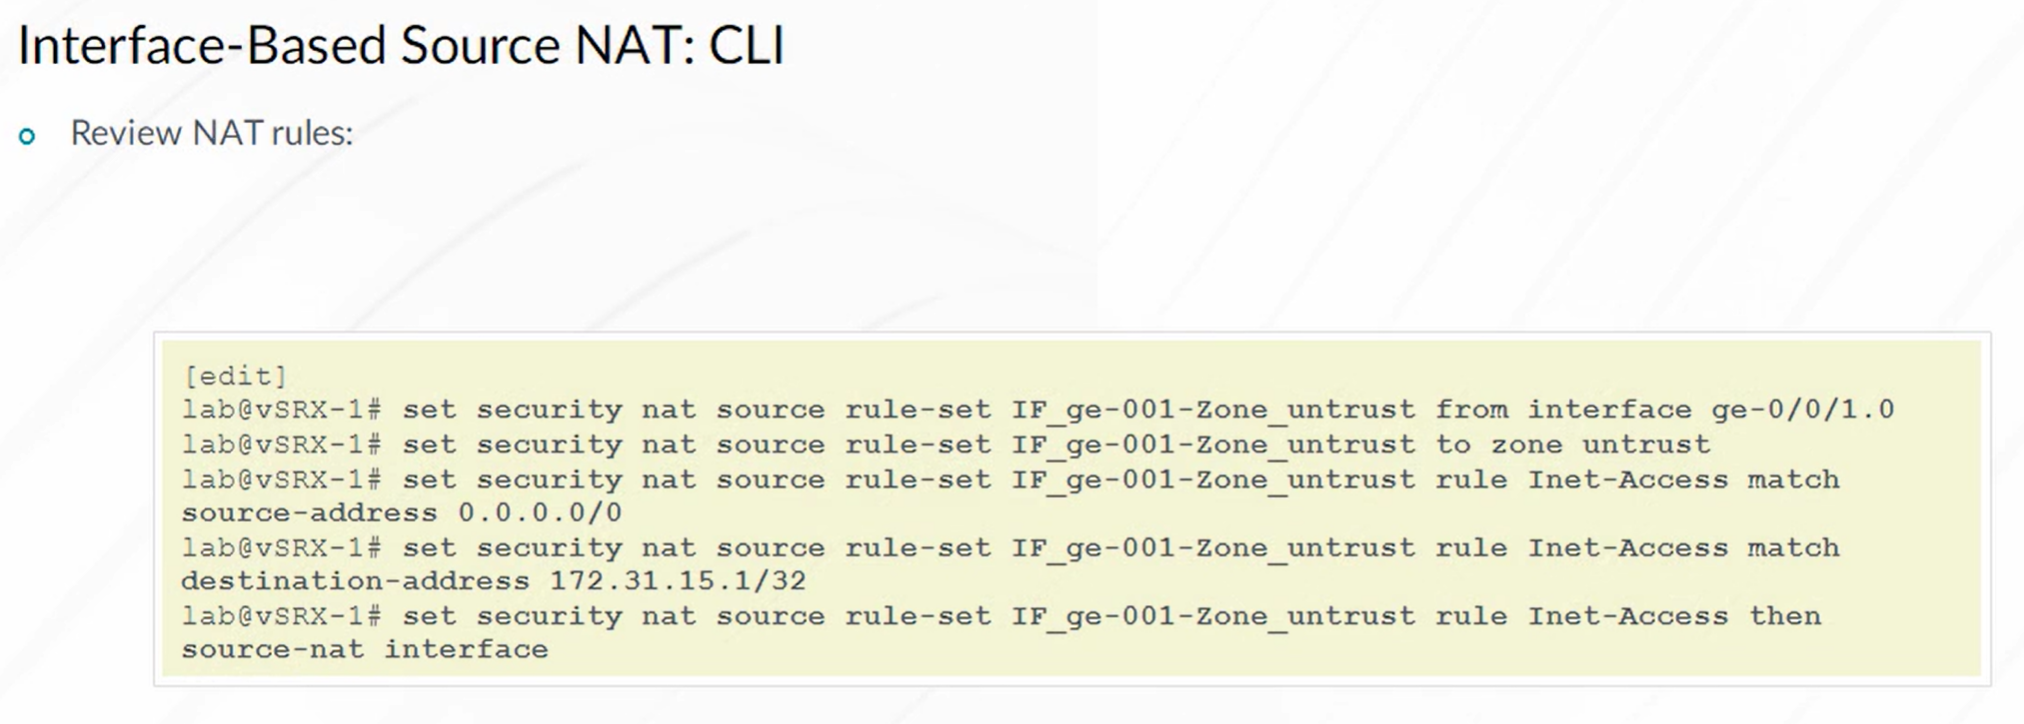 Interface-Based Source NAT: CLI
Review NAT rules:
[edit]
lab@vSRX-1# set security nat source rule-set IF_ge-001-Zone_untrust from interface ge-0/0/1.0
lab@vSRX-1# set security nat source rule-set IF_ge-001-Zone_untrust to zone untrust
lab@vSRX-1# set security nat source rule-set IF_ge-001-Zone_untrust rule Inet-Access match
source-address 0.0.0.0/0
lab@vSRX-1# set security nat source rule-set IF_ge-001-Zone_untrust rule Inet-Access match
destination-address 172.31.15.1/32
lab@vSRX-1# set security nat source rule-set IF_ge-001-Zone_untrust rule Inet-Access then
source-nat interface